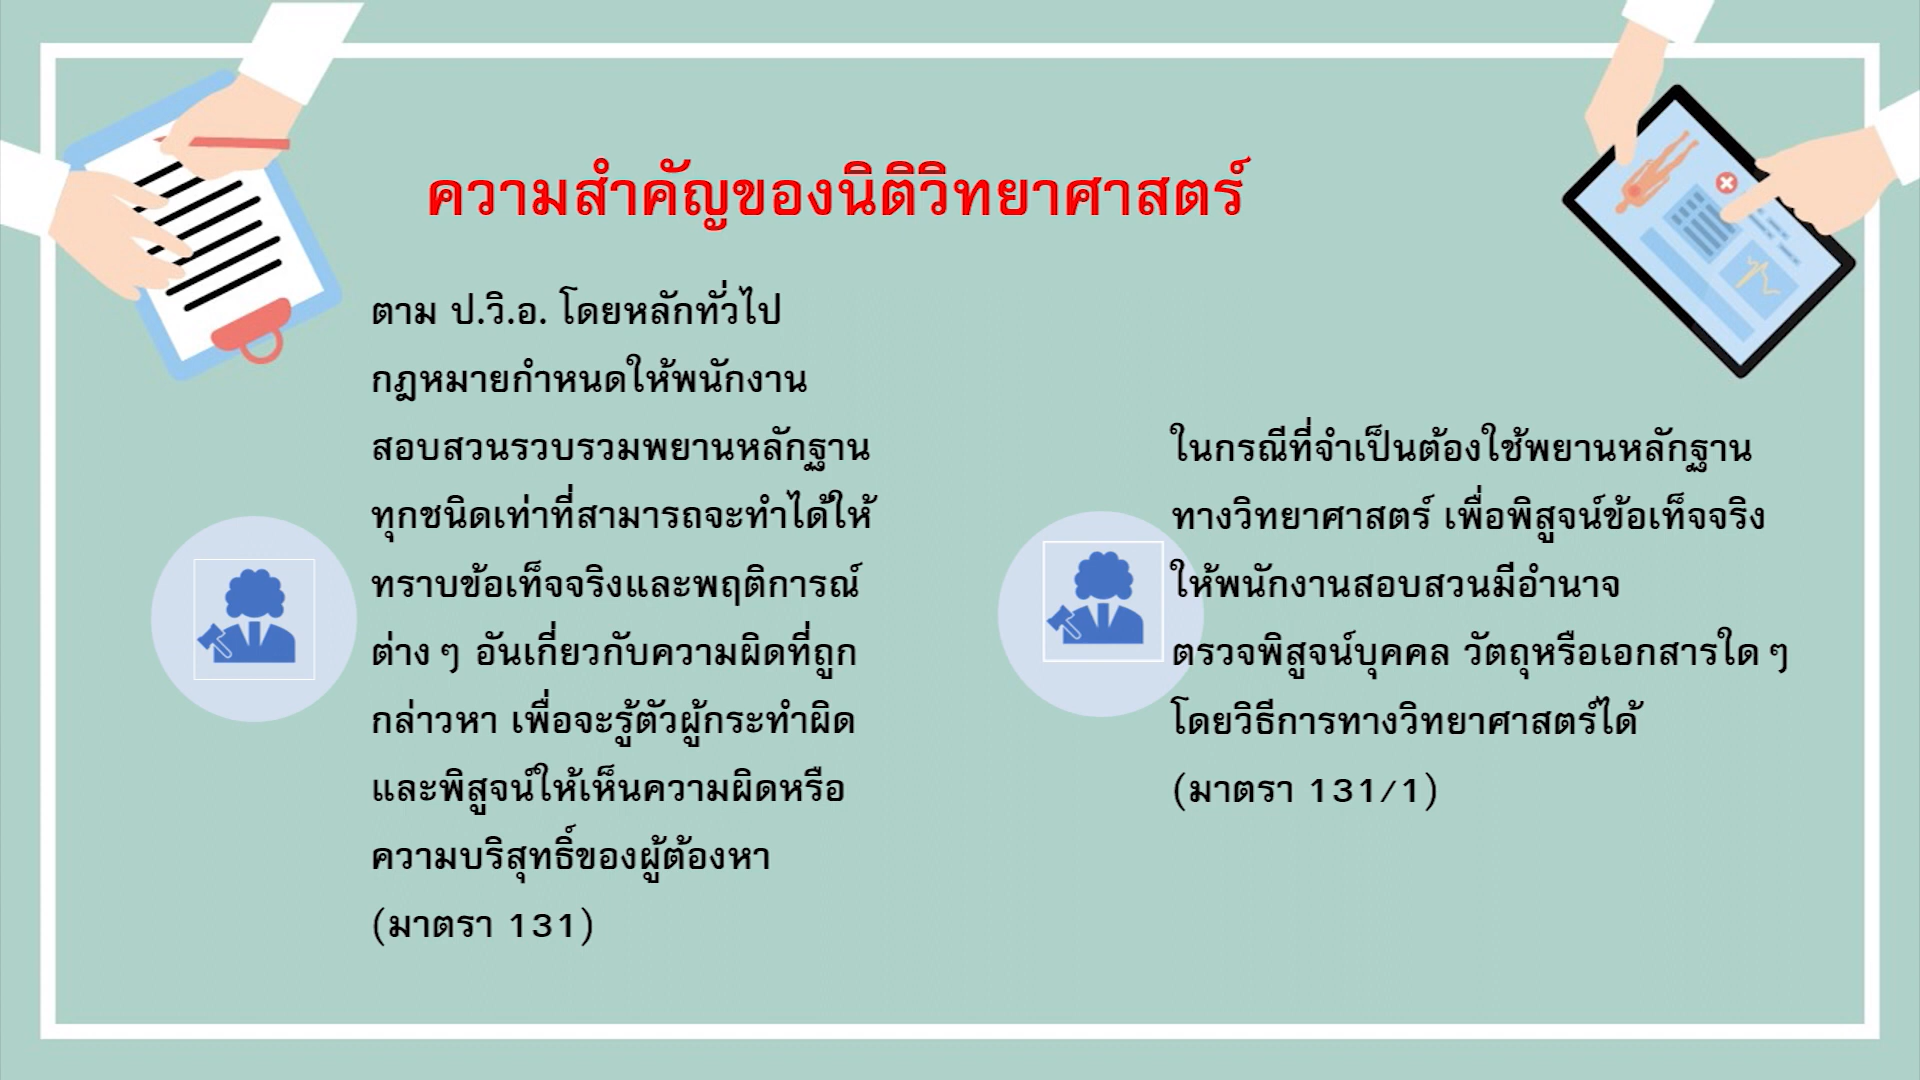 ความสำคัญของนิติวิทยาศาสตร์
ตาม ป.วิ.อ. โดยหลักทั่วไป
กฎหมายกำหนดให้พนักงาน
สอบสวนรวบรวมพยานหลักฐาน
ทุกชนิดเท่าที่สามารถจะทำได้ให้
ทราบข้อเท็จจริงและพฤติการณ์
ต่าง ๆ อันเกี่ยวกับความผิดที่ถูก
กล่าวหา เพื่อจะรู้ตัวผู้กระทำผิด
และพิสูจน์ให้เห็นความผิดหรือ
ความบริสุทธิ์ของผู้ต้องหา
(มาตรา 131)
ในกรณีที่จำเป็นต้องใช้พยานหลักฐาน
ทางวิทยาศาสตร์ เพื่อพิสูจน์ข้อเท็จจริง
ให้พนักงานสอบสวนมีอำนาจ
ตรวจพิสูจน์บุคคล วัตถุหรือเอกสารใด ๆ
โดยวิธีการทางวิทยาศาสตร์ได้
(มาตรา 131/1)